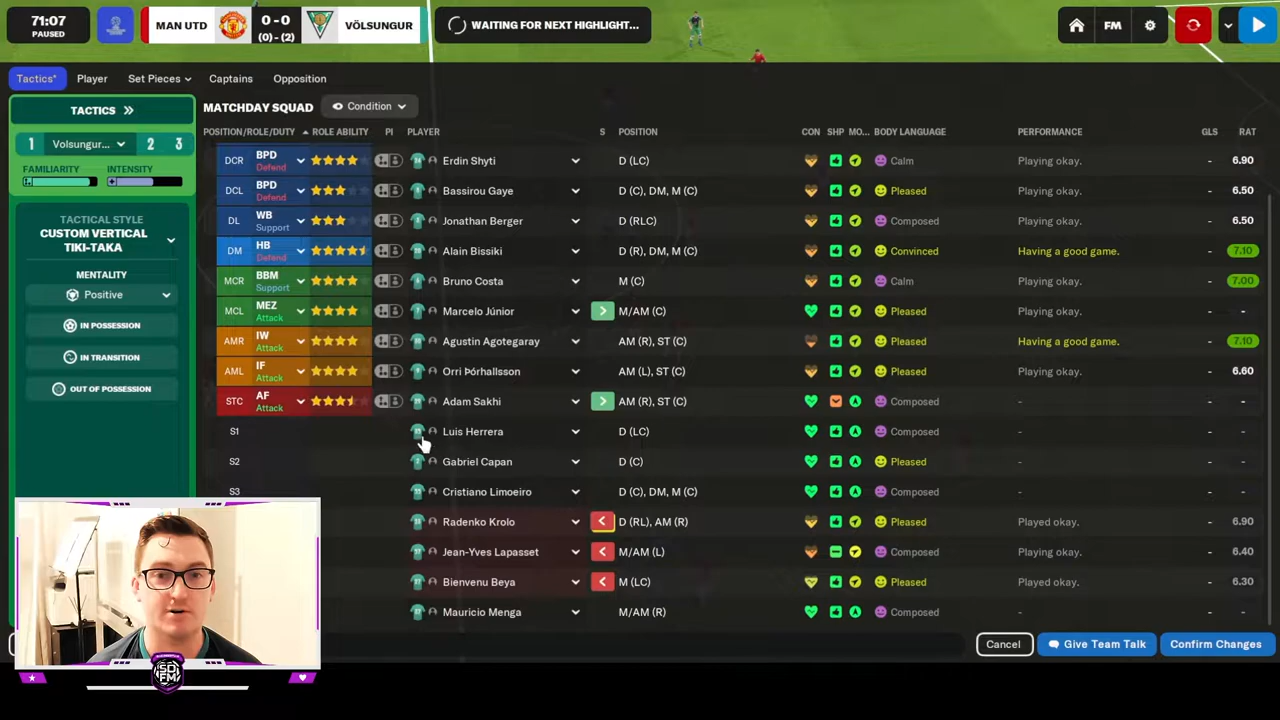 71:07
PAUSED
MAN UTD
0 - 0
(0) - (2)
VÖLSUNGUR
WAITING FOR NEXT HIGHLIGHT...
FM
Tactics*
Player
Set Pieces
Captains
Opposition
TACTICS
MATCHDAY SQUAD
Condition
1
Volsungur...
2
3
FAMILIARITY
INTENSITY
POSITION/ROLE/DUTY
ROLE ABILITY
PI
PLAYER
S
POSITION
CON
SHP
MO...
BODY LANGUAGE
PERFORMANCE
GLS
RAT
DCR BPD Defend Erdin Shyti D (LC) Calm Playing okay. - 6.90
DCL BPD Defend Bassirou Gaye D (C), DM, M (C) Pleased Playing okay. - 6.50
DL WB Support Jonathan Berger D (RLC) Composed Playing okay. - 6.50
DM HB Defend Alain Bissiki D (R), DM, M (C) Convinced Having a good game. - 7.10
MCR BBM Support Bruno Costa M (C) Calm Playing okay. - 7.00
MCL MEZ Attack Marcelo Júnior > M/AM (C) Pleased - - -
AMR IW Attack Agustin Agotegaray AM (R), ST (C) Pleased Having a good game. - 7.10
AML IF Attack Orri Þórhallsson AM (L), ST (C) Pleased Playing okay. - 6.60
STC AF Attack Adam Sakhi > AM (R), ST (C) Composed - - -
S1 Luis Herrera D (LC) Composed - - -
S2 Gabriel Capan D (C) Pleased - - -
S3 Cristiano Limoeiro D (C), DM, M (C) Composed - - -
Radenko Krolo < D (RL), AM (R) Pleased Played okay. - 6.90
Jean-Yves Lapasset < M/AM (L) Composed Playing okay. - 6.40
Bienvenu Beya < M (LC) Pleased Played okay. - 6.30
Mauricio Menga M/AM (R) Composed - - -
TACTICAL STYLE
CUSTOM VERTICAL
TIKI-TAKA
MENTALITY
Positive
IN POSSESSION
IN TRANSITION
OUT OF POSSESSION
Cancel
Give Team Talk
Confirm Changes
SD
FM